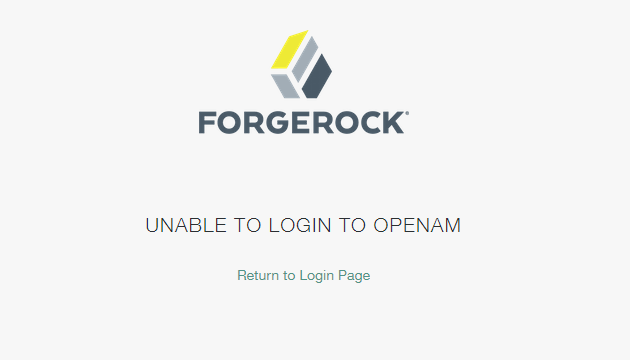 FORGEROCK®
UNABLE TO LOGIN TO OPENAM
Return to Login Page